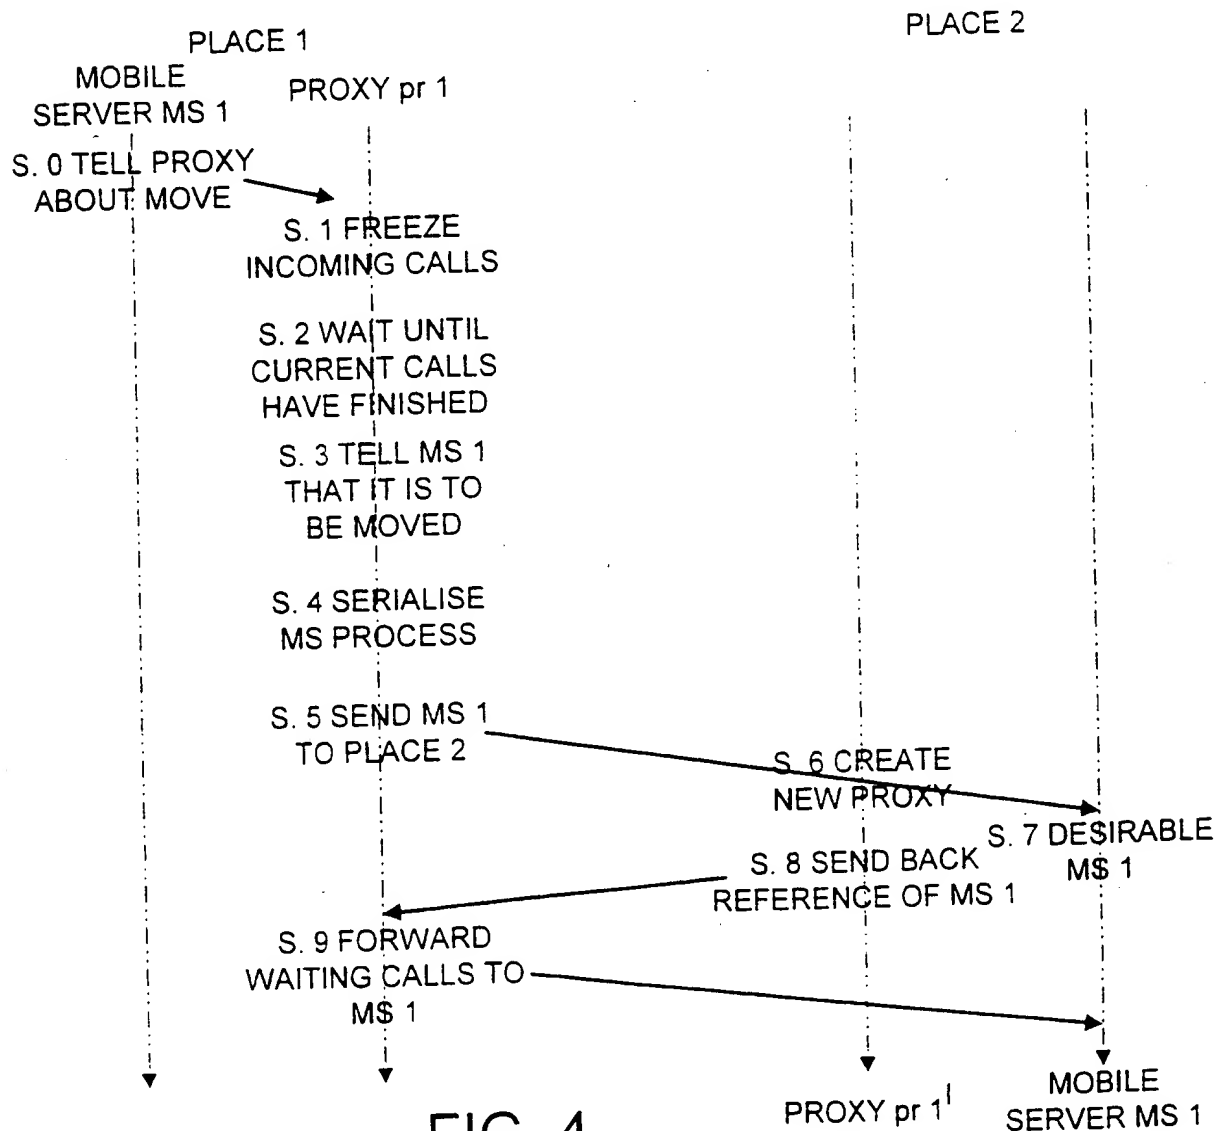 PLACE 1
PLACE 2
MOBILE
SERVER MS 1
PROXY pr 1
S. 0 TELL PROXY
ABOUT MOVE
S. 1 FREEZE
INCOMING CALLS
S. 2 WAIT UNTIL
CURRENT CALLS
HAVE FINISHED
S. 3 TELL MS 1
THAT IT IS TO
BE MOVED
S. 4 SERIALISE
MS PROCESS
S. 5 SEND MS 1
TO PLACE 2
S. 6 CREATE
NEW PROXY
S. 7 DESIRABLE
MS 1
S. 8 SEND BACK
REFERENCE OF MS 1
S. 9 FORWARD
WAITING CALLS TO
MS 1
PROXY pr 1'
MOBILE
SERVER MS 1
FIG. 4